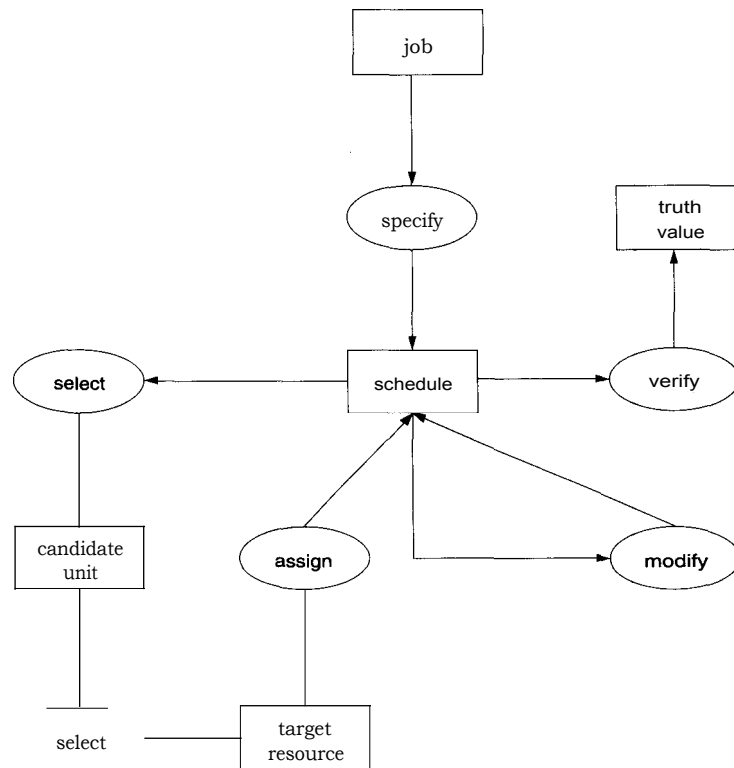 job
specify
truth
value
select
schedule
verify
candidate
unit
assign
modify
select
target
resource